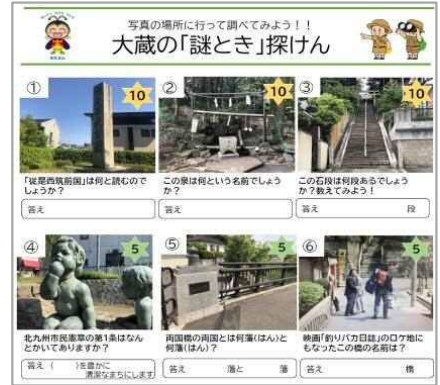 写真の場所に行って調べてみよう！！
大蔵の「謎とき」探けん
①
10
「従是西筑前国」は何と読むので
しょうか？
答え
②
10
この泉は何という名前でしょう
か？
答え
③
10
この石段は何段あるでしょう
か？数えてみよう！
答え 段
④
5
北九州市民憲章の第1条はなん
とかいてありますか？
答え （ ）を豊かに
清潔なまちにします
⑤
5
両国橋の両国とは何藩(はん)と
何藩(はん)？
答え 藩と 藩
⑥
5
映画「釣りバカ日誌」のロケ地に
もなったこの橋の名前は？
答え 橋